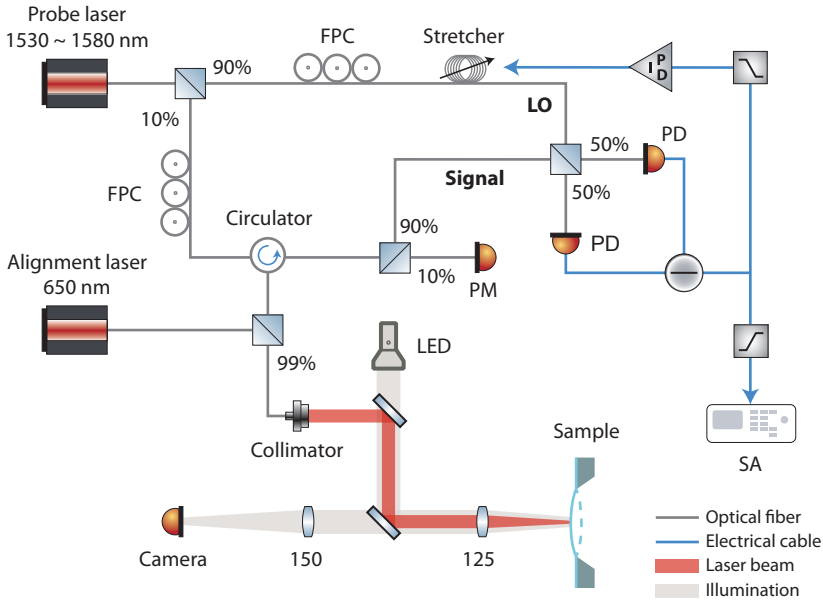 Probe laser
1530 ~ 1580 nm
90%
FPC
Stretcher
I P D
10%
LO
FPC
Signal
50%
PD
50%
Circulator
90%
PD
Alignment laser
650 nm
10%
PM
99%
LED
Collimator
Sample
SA
Camera
150
125
Optical fiber
Electrical cable
Laser beam
Illumination